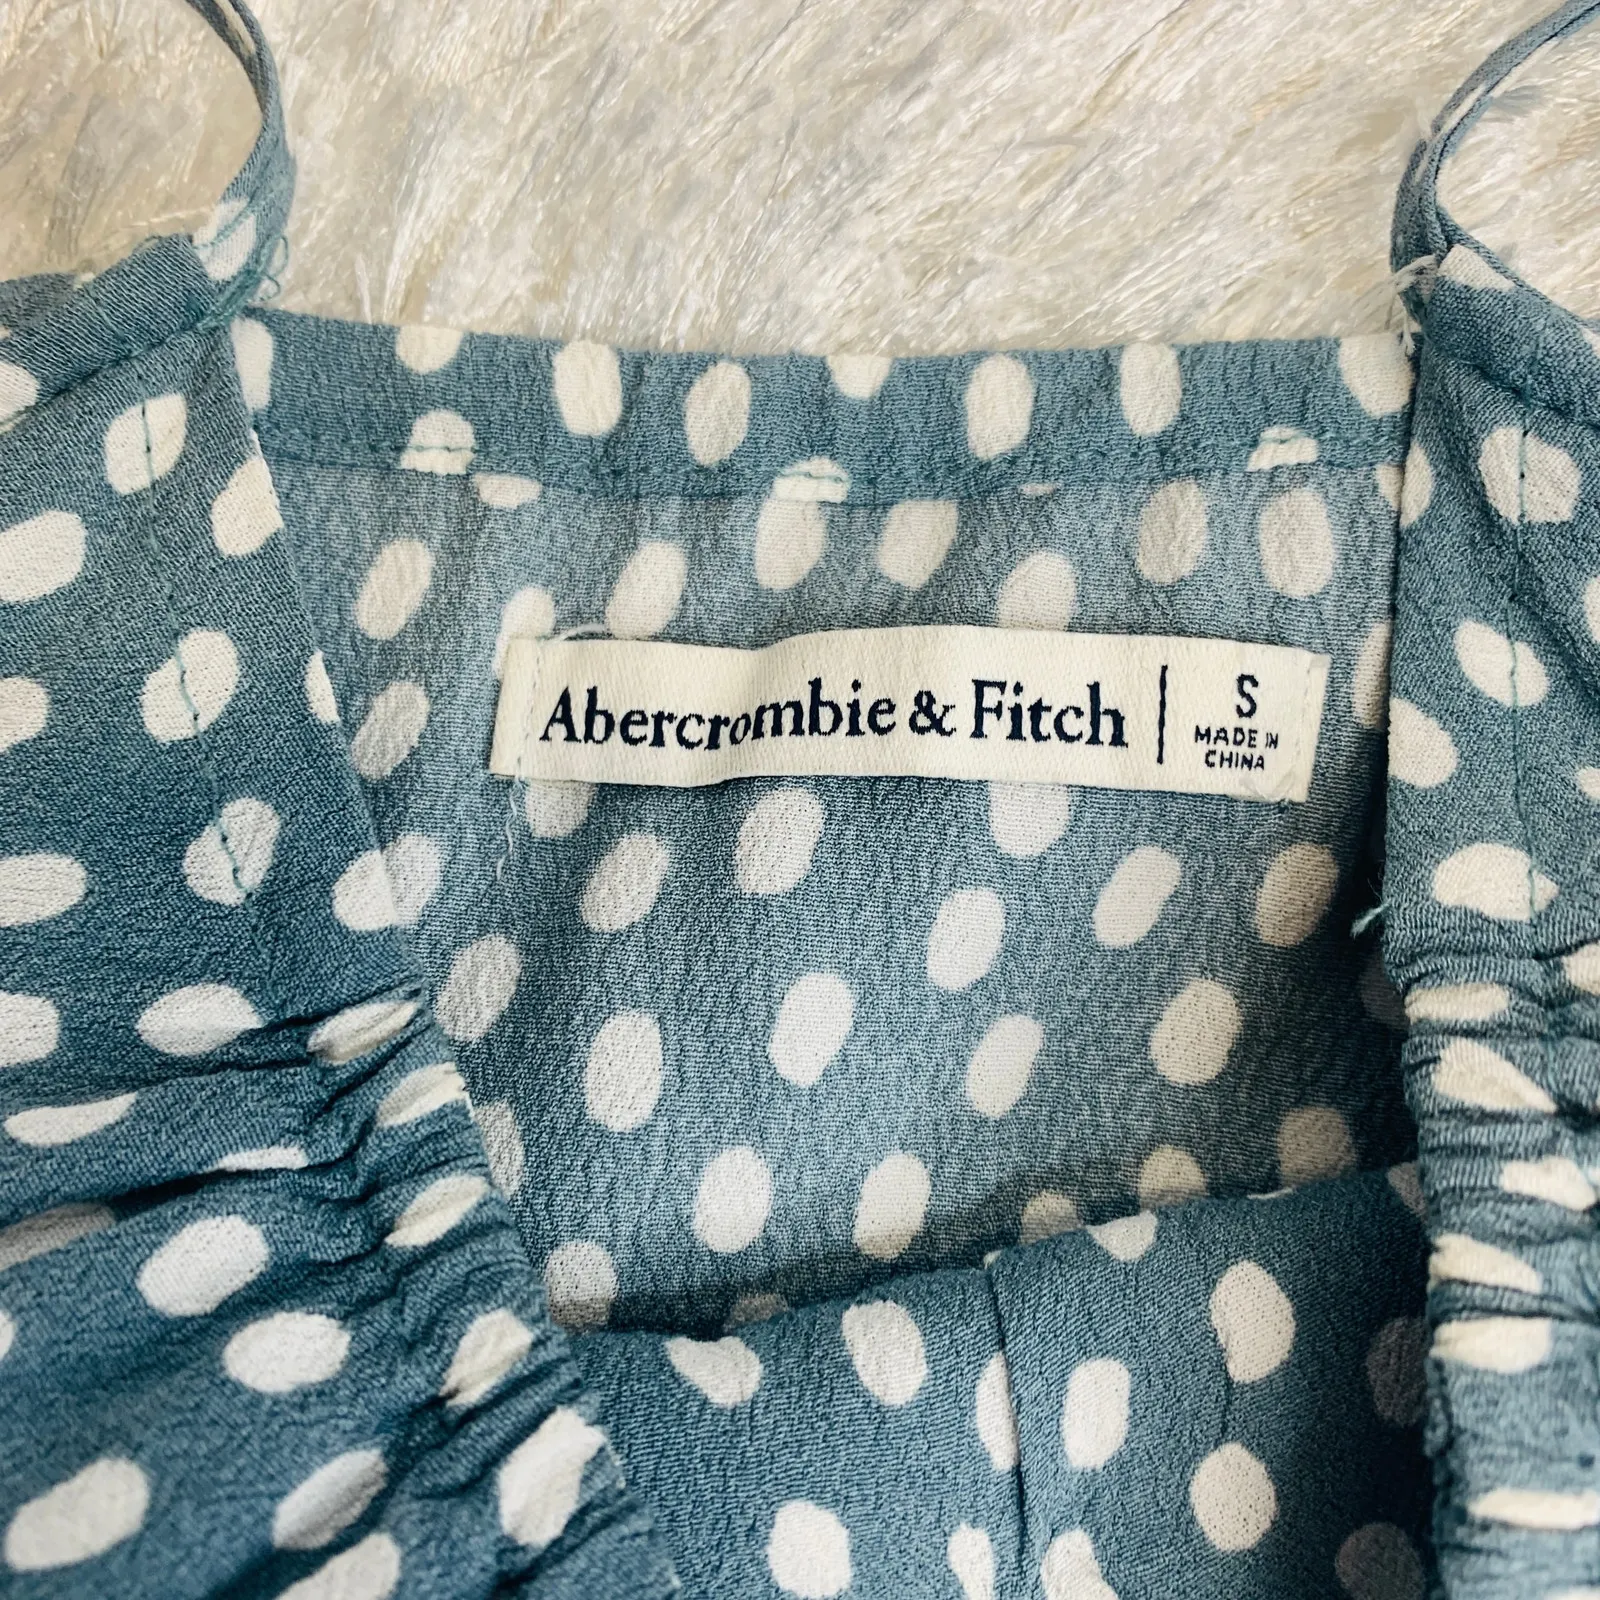 Abercrombie & Fitch
S
MADE IN
CHINA